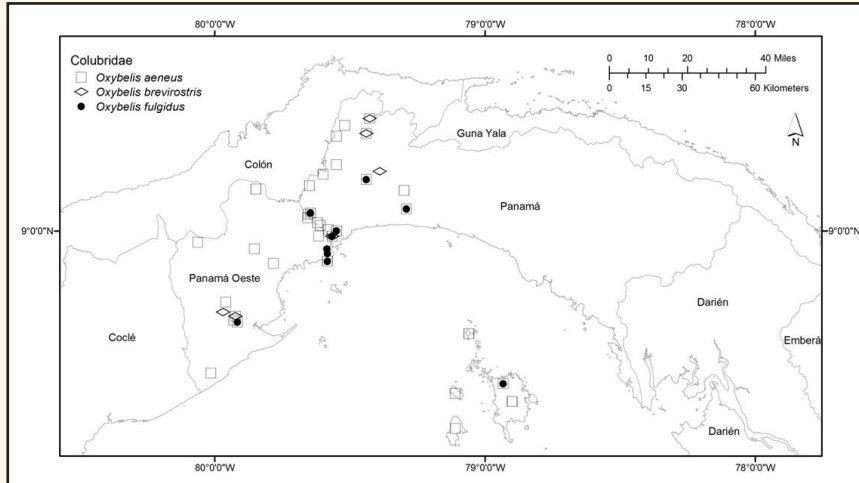 80°0'0"W 79°0'0"W 78°0'0"W
Colubridae
Oxybelis aeneus
Oxybelis brevirostris
Oxybelis fulgidus
0 10 20 40 Miles
0 15 30 60 Kilometers
N
Guna Yala
Colón
Panamá
9°0'0"N 9°0'0"N
Panamá Oeste
Darién
Coclé
Emberá
Darién
80°0'0"W 79°0'0"W 78°0'0"W